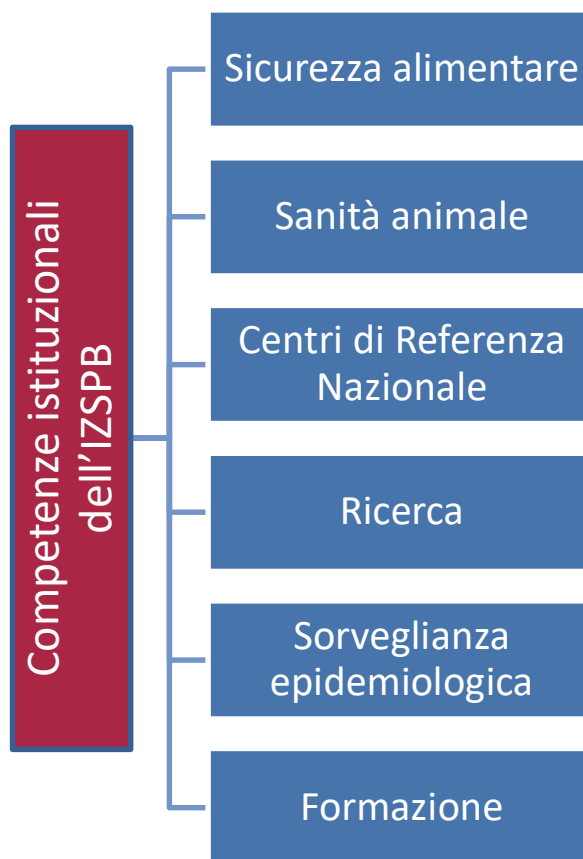 Competenze istituzionali
dell'IZSPB
Sicurezza alimentare
Sanità animale
Centri di Referenza
Nazionale
Ricerca
Sorveglianza
epidemiologica
Formazione